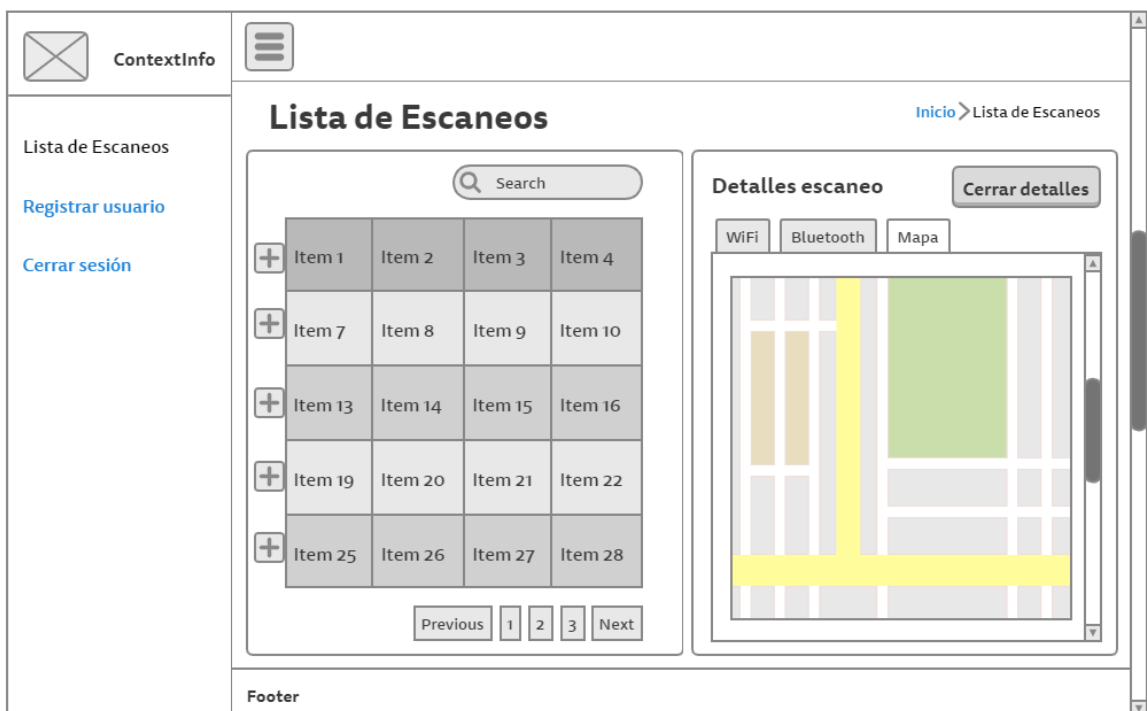 ContextInfo
Lista de Escaneos
Registrar usuario
Cerrar sesión
Lista de Escaneos
Inicio Lista de Escaneos
Search
Item 1 Item 2 Item 3 Item 4
Item 7 Item 8 Item 9 Item 10
Item 13 Item 14 Item 15 Item 16
Item 19 Item 20 Item 21 Item 22
Item 25 Item 26 Item 27 Item 28
Previous 1 2 3 Next
Detalles escaneo Cerrar detalles
WiFi Bluetooth Mapa
Footer